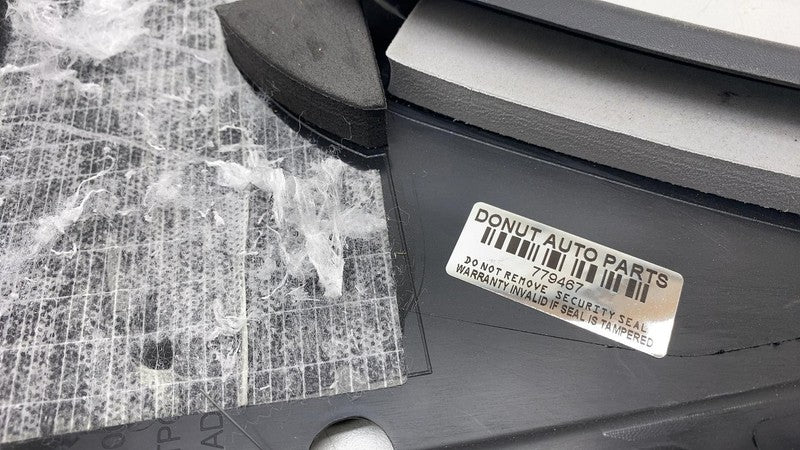 DONUT AUTO PARTS
779467
DO NOT REMOVE SECURITY SEAL
WARRANTY INVALID IF SEAL IS TAMPERED